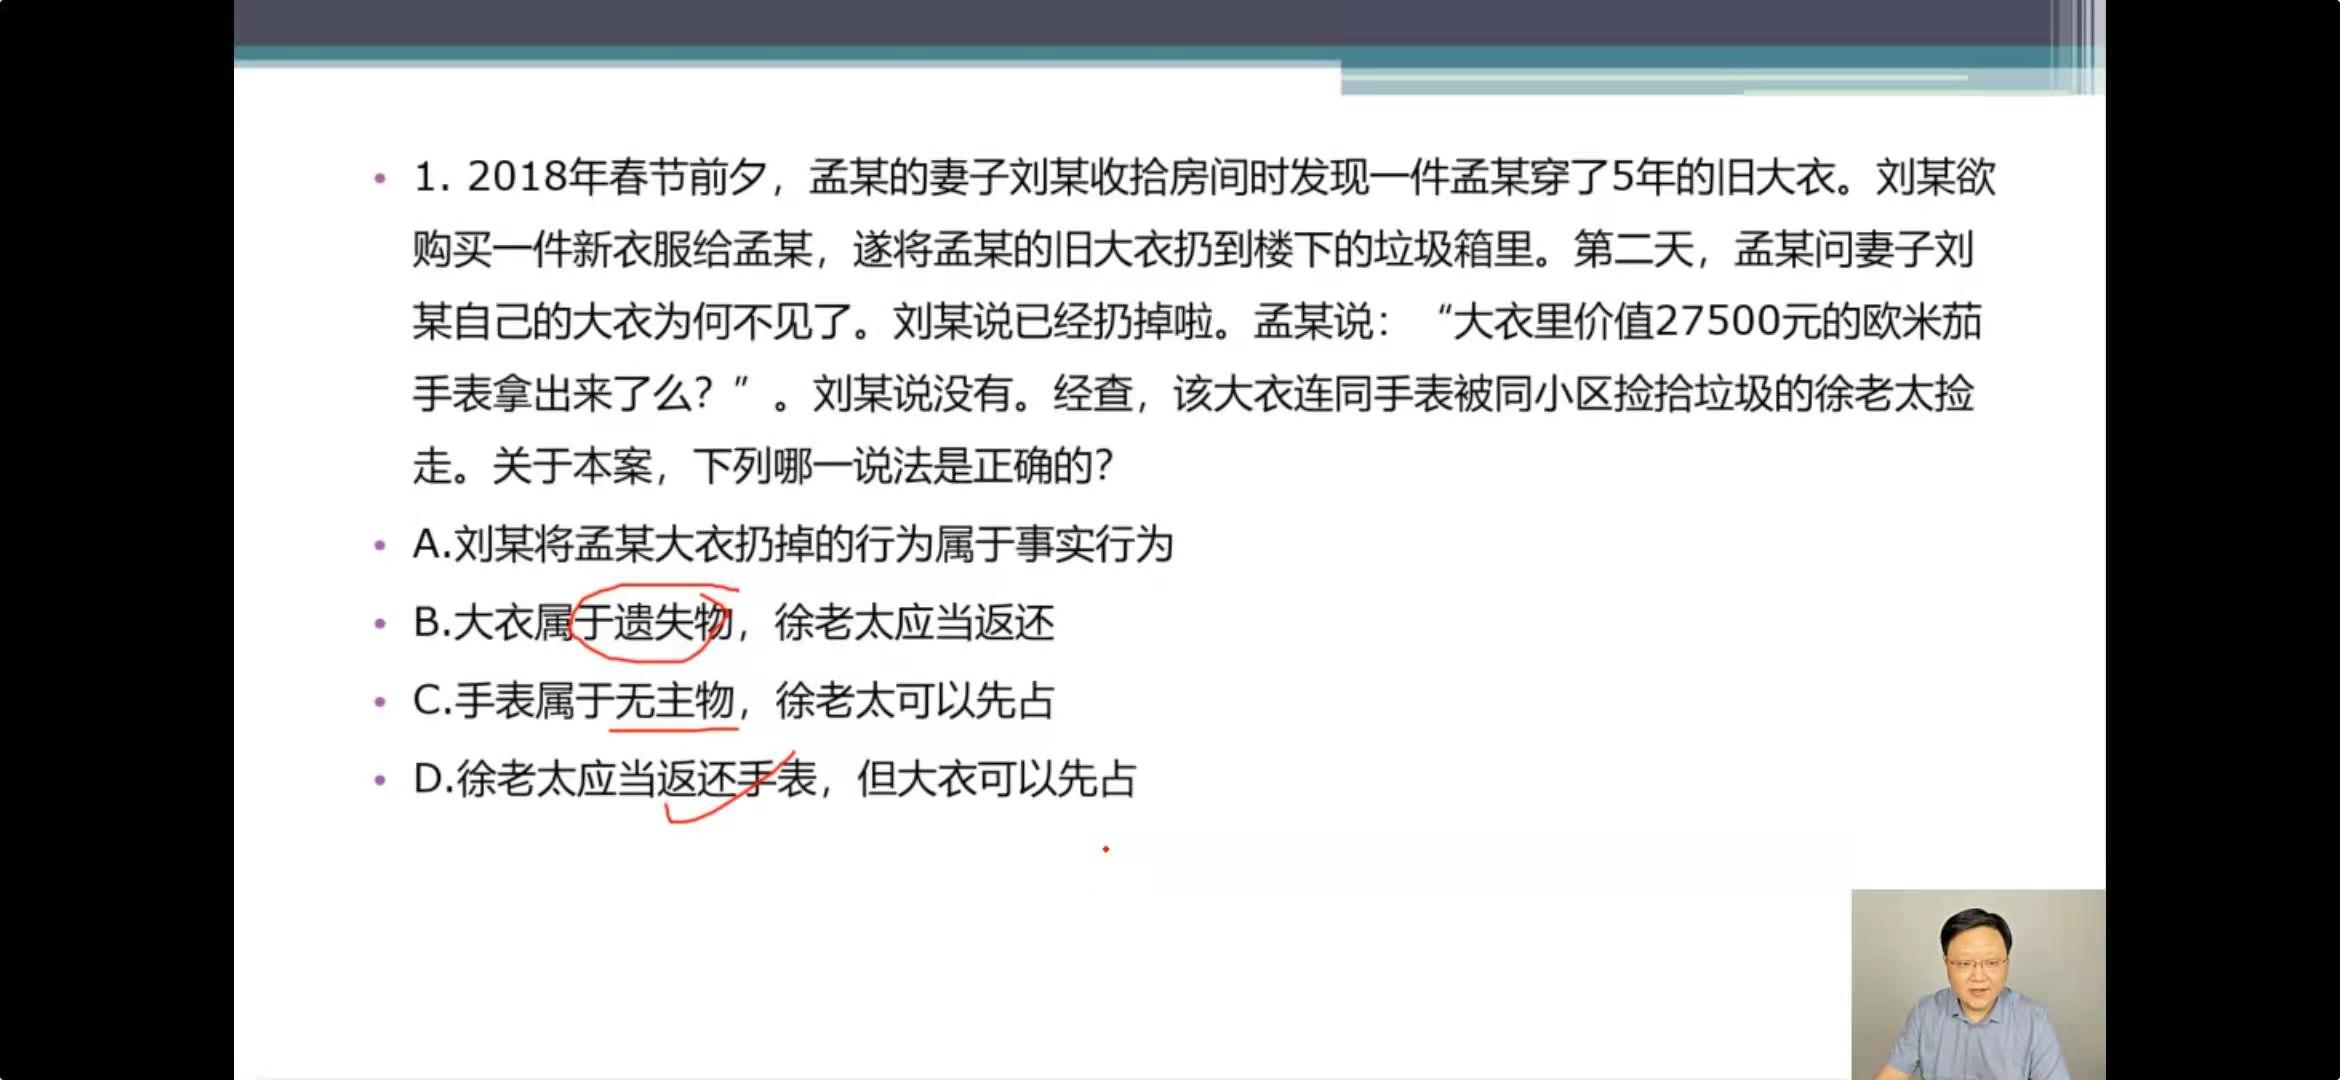 • 1. 2018年春节前夕，孟某的妻子刘某收拾房间时发现一件孟某穿了5年的旧大衣。刘某欲
购买一件新衣服给孟某，遂将孟某的旧大衣扔到楼下的垃圾箱里。第二天，孟某问妻子刘
某自己的大衣为何不见了。刘某说已经扔掉啦。孟某说：“大衣里价值27500元的欧米茄
手表拿出来了么？”。刘某说没有。经查，该大衣连同手表被同小区捡拾垃圾的徐老太捡
走。关于本案，下列哪一说法是正确的？
• A.刘某将孟某大衣扔掉的行为属于事实行为
• B.大衣属于遗失物，徐老太应当返还
• C.手表属于无主物，徐老太可以先占
• D.徐老太应当返还手表，但大衣可以先占